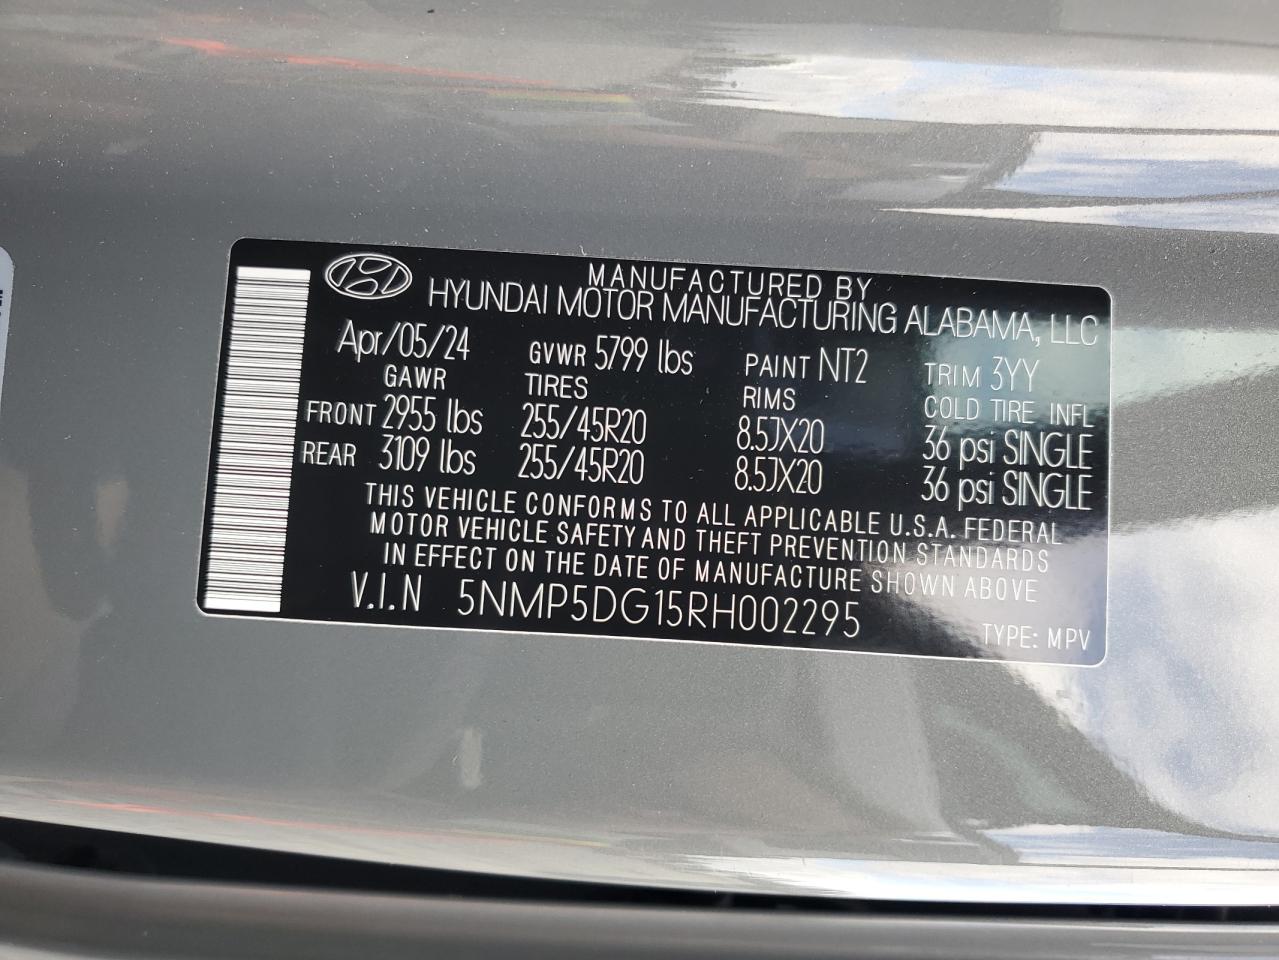 MANUFACTURED BY
HYUNDAI MOTOR MANUFACTURING ALABAMA, LLC
Apr/05/24 GVWR 5799 lbs PAINT NT2 TRIM 3YY
GAWR TIRES RIMS COLD TIRE INFL
FRONT 2955 lbs 255/45R20 8.5JX20 36 psi SINGLE
REAR 3109 lbs 255/45R20 8.5JX20 36 psi SINGLE
THIS VEHICLE CONFORMS TO ALL APPLICABLE U.S.A. FEDERAL
MOTOR VEHICLE SAFETY AND THEFT PREVENTION STANDARDS
IN EFFECT ON THE DATE OF MANUFACTURE SHOWN ABOVE
V.I.N 5NMP5DG15RH002295
TYPE: MPV